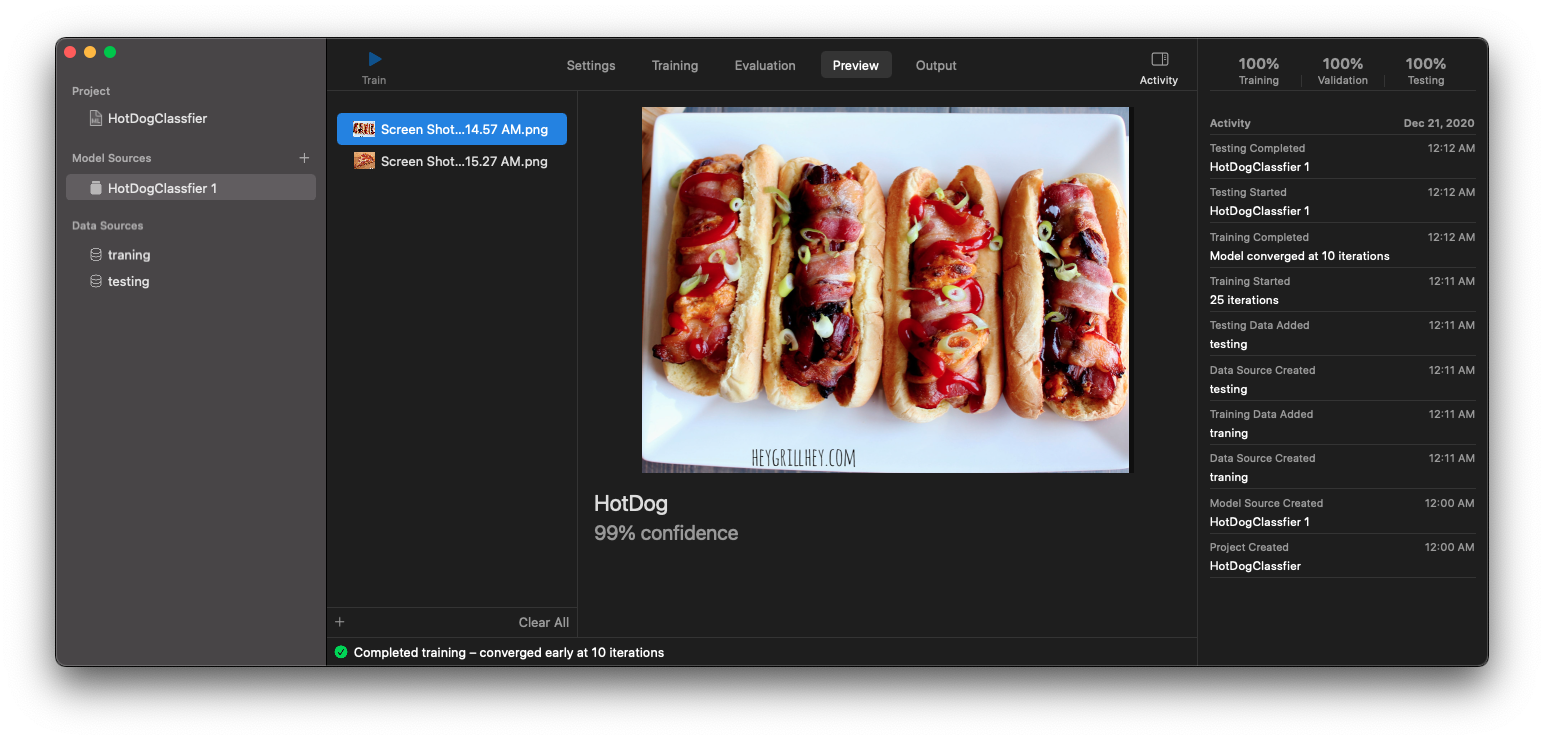 Project
HotDogClassfier
Model Sources
HotDogClassfier 1
Data Sources
traning
testing
Train
Settings
Training
Evaluation
Preview
Output
Activity
Screen Shot...14.57 AM.png
Screen Shot...15.27 AM.png
HEYGRILLHEY.COM
HotDog
99% confidence
+ Clear All
Completed training – converged early at 10 iterations
100% 100% 100%
Training Validation Testing
Activity Dec 21, 2020
Testing Completed 12:12 AM
HotDogClassfier 1
Testing Started 12:12 AM
HotDogClassfier 1
Training Completed 12:12 AM
Model converged at 10 iterations
Training Started 12:11 AM
25 iterations
Testing Data Added 12:11 AM
testing
Data Source Created 12:11 AM
testing
Training Data Added 12:11 AM
traning
Data Source Created 12:11 AM
traning
Model Source Created 12:00 AM
HotDogClassfier 1
Project Created 12:00 AM
HotDogClassfier